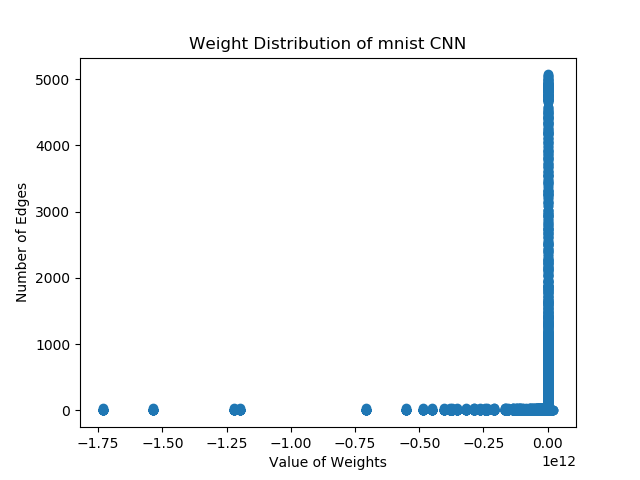 Weight Distribution of mnist CNN
5000
4000
3000
2000
1000
0
Number of Edges
−1.75 −1.50 −1.25 −1.00 −0.75 −0.50 −0.25 0.00
1e12
Value of Weights